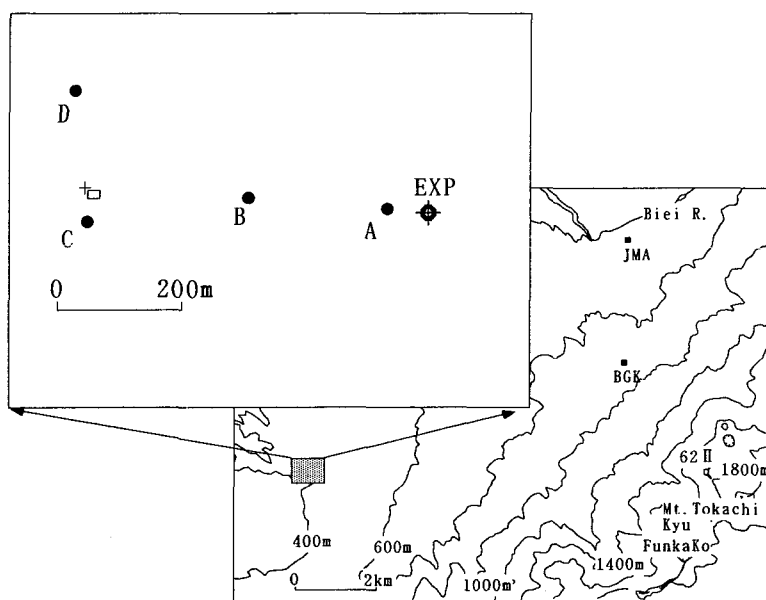 D
EXP
C
B
A
0 200m
Biei R.
JMA
BGK
62 II
1800m
Mt. Tokachi
Kyu
FunkaKo
400m
600m
1400m
0 2km
1000m